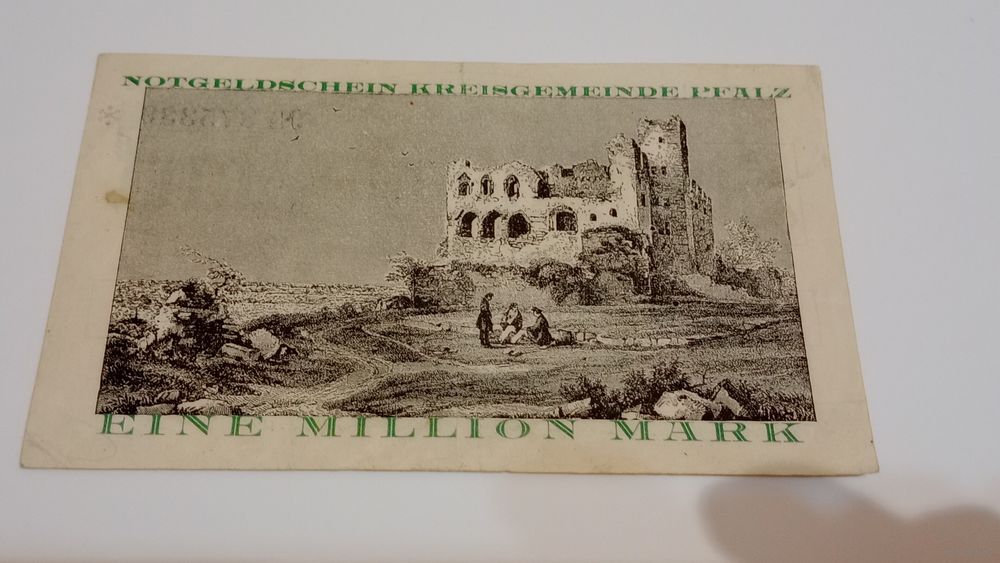 NOTGELDSCHEIN KREISGEMEINDE PFALZ
EINE MILLION MARK